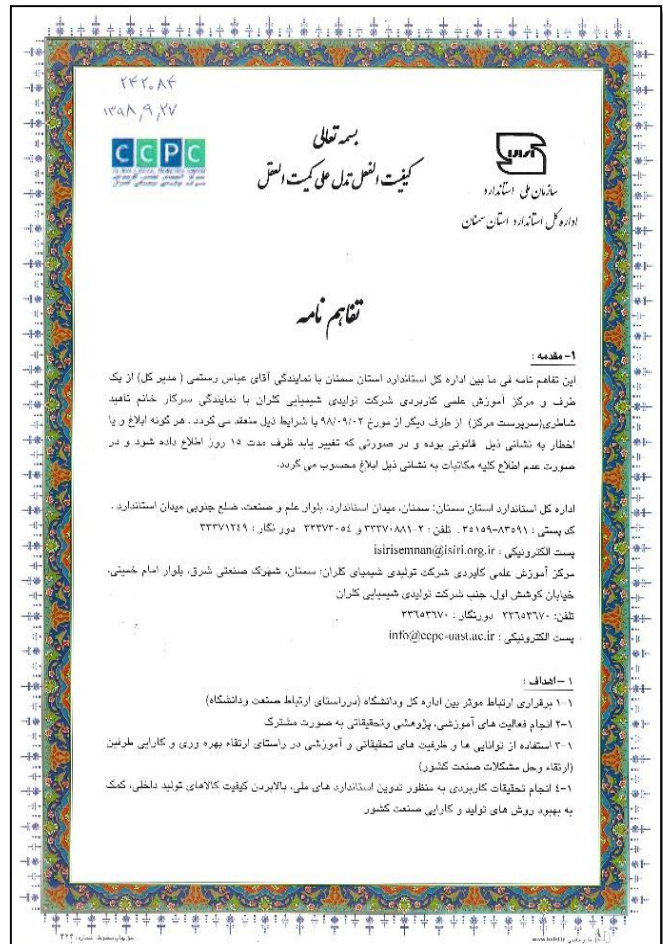 ۲۴۲۰۸۴
۱۳۹۸,۹,۲۷
بسمه تعالی
کیفیت الفعل تدل علی کمیت العقل
CCPC
سازمان ملی استاندارد
اداره کل استاندارد استان سمنان
تفاهم نامه
۱- مقدمه :
این تفاهم نامه فی ما بین اداره کل استاندارد استان سمنان با نمایندگی آقای عباس رستمی ( مدیر کل) از یک
طرف و مرکز آموزش علمی کاربردی شرکت تولیدی شیمیایی کلران با نمایندگی سرکار خانم ناهید
شاطری(سرپرست مرکز) از طرف دیگر از مورخ ۹۸/۰۹/۰۲ با شرایط ذیل منعقد می گردد . هر گونه ابلاغ و یا
اخطار به نشانی ذیل قانونی بوده و در صورتی که تغییر یابد ظرف مدت ۱۵ روز اطلاع داده شود و در
صورت عدم اطلاع کلیه مکاتبات به نشانی ذیل ابلاغ محسوب می گردد.
اداره کل استاندارد استان سمنان: سمنان، میدان استاندارد، بلوار علم و صنعت، ضلع جنوبی میدان استاندارد .
کد پستی : ۸۳۵۹۱-۳۵۱۵۹ . تلفن : ۲-۳۳۳۷۰۸۸۱ و ۳۳۳۷۳۰۵۴ دور نگار : ۳۳۳۷۱۲۴۹
پست الکترونیکی : isirisemnan@isiri.org.ir
مرکز آموزش علمی کابردی شرکت تولیدی شیمیای کلران: سمنان، شهرک صنعتی شرق، بلوار امام خمینی،
خیابان کوشش اول، جنب شرکت تولیدی شیمیایی کلران
تلفن: ۳۳۶۵۳۶۷۰ دورنگار : ۳۳۶۵۳۶۷۰
پست الکترونیکی : info@ccpc-uast.ac.ir
۱ –اهداف :
۱-۱ برقراری ارتباط موثر بین اداره کل ودانشگاه (درراستای ارتباط صنعت ودانشگاه)
۲-۱ انجام فعالیت های آموزشی، پژوهشی وتحقیقاتی به صورت مشترک
۳-۱ استفاده از توانایی ها و ظرفیت های تحقیقاتی و آموزشی در راستای ارتقاء بهره وری و کارایی طرفین
(ارتقاء وحل مشکلات صنعت کشور)
۴-۱ انجام تحقیقات کاربردی به منظور تدوین استاندارد های ملی، بالابردن کیفیت کالاهای تولید داخلی، کمک
به بهبود روش های تولید و کارایی صنعت کشور